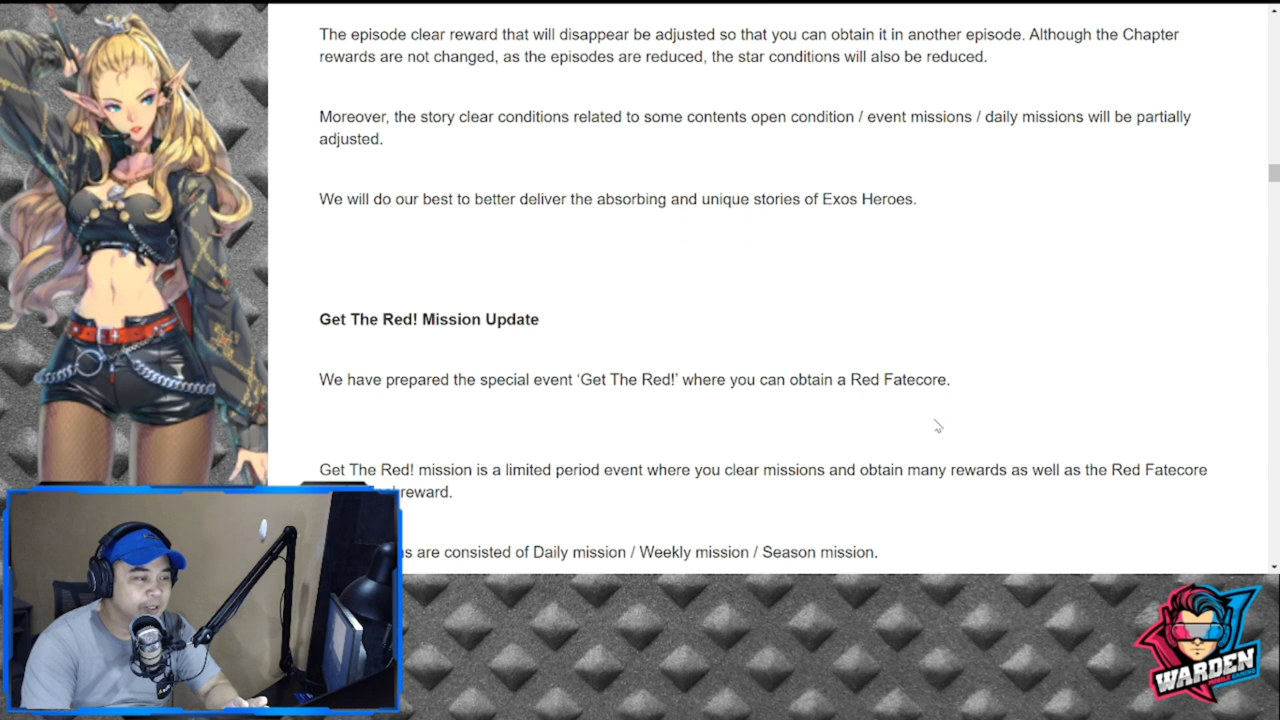 The episode clear reward that will disappear be adjusted so that you can obtain it in another episode. Although the Chapter
rewards are not changed, as the episodes are reduced, the star conditions will also be reduced.
Moreover, the story clear conditions related to some contents open condition / event missions / daily missions will be partially
adjusted.
We will do our best to better deliver the absorbing and unique stories of Exos Heroes.
Get The Red! Mission Update
We have prepared the special event ‘Get The Red!’ where you can obtain a Red Fatecore.
Get The Red! mission is a limited period event where you clear missions and obtain many rewards as well as the Red Fatecore
reward.
are consisted of Daily mission / Weekly mission / Season mission.
WARDEN
MOBILE GAMING